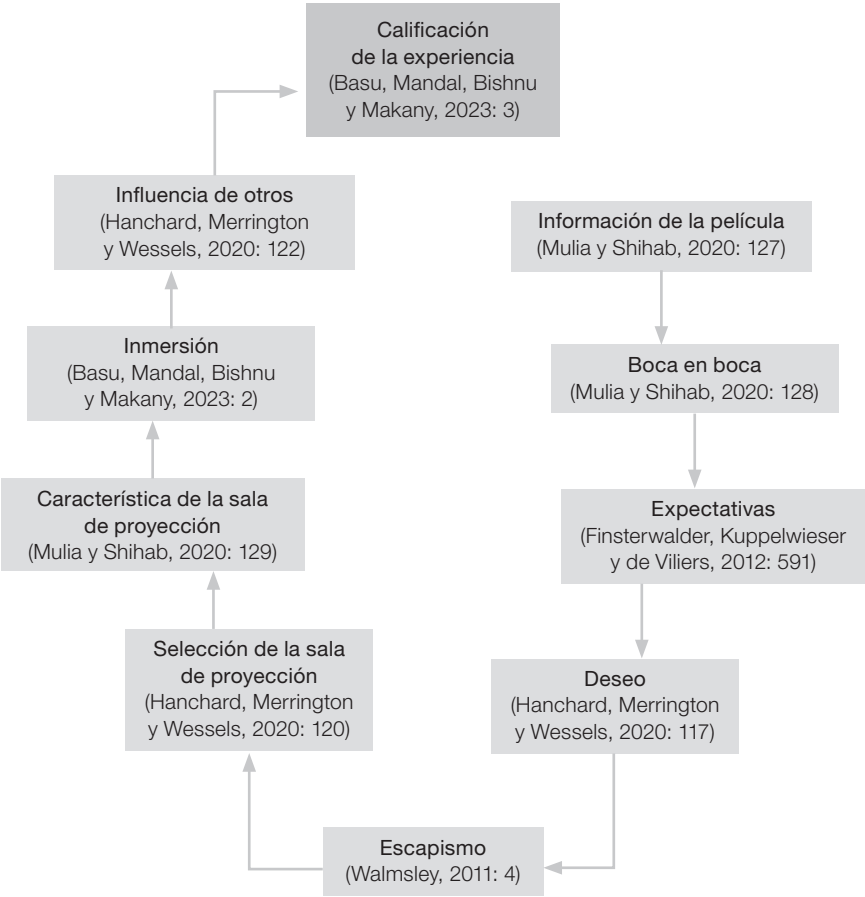 Calificación
de la experiencia
(Basu, Mandal, Bishnu
y Makany, 2023: 3)
Influencia de otros
(Hanchard, Merrington
y Wessels, 2020: 122)
Información de la película
(Mulia y Shihab, 2020: 127)
Inmersión
(Basu, Mandal, Bishnu
y Makany, 2023: 2)
Boca en boca
(Mulia y Shihab, 2020: 128)
Característica de la sala
de proyección
(Mulia y Shihab, 2020: 129)
Expectativas
(Finsterwalder, Kuppelwieser
y de Viliers, 2012: 591)
Selección de la sala
de proyección
(Hanchard, Merrington
y Wessels, 2020: 120)
Deseo
(Hanchard, Merrington
y Wessels, 2020: 117)
Escapismo
(Walmsley, 2011: 4)